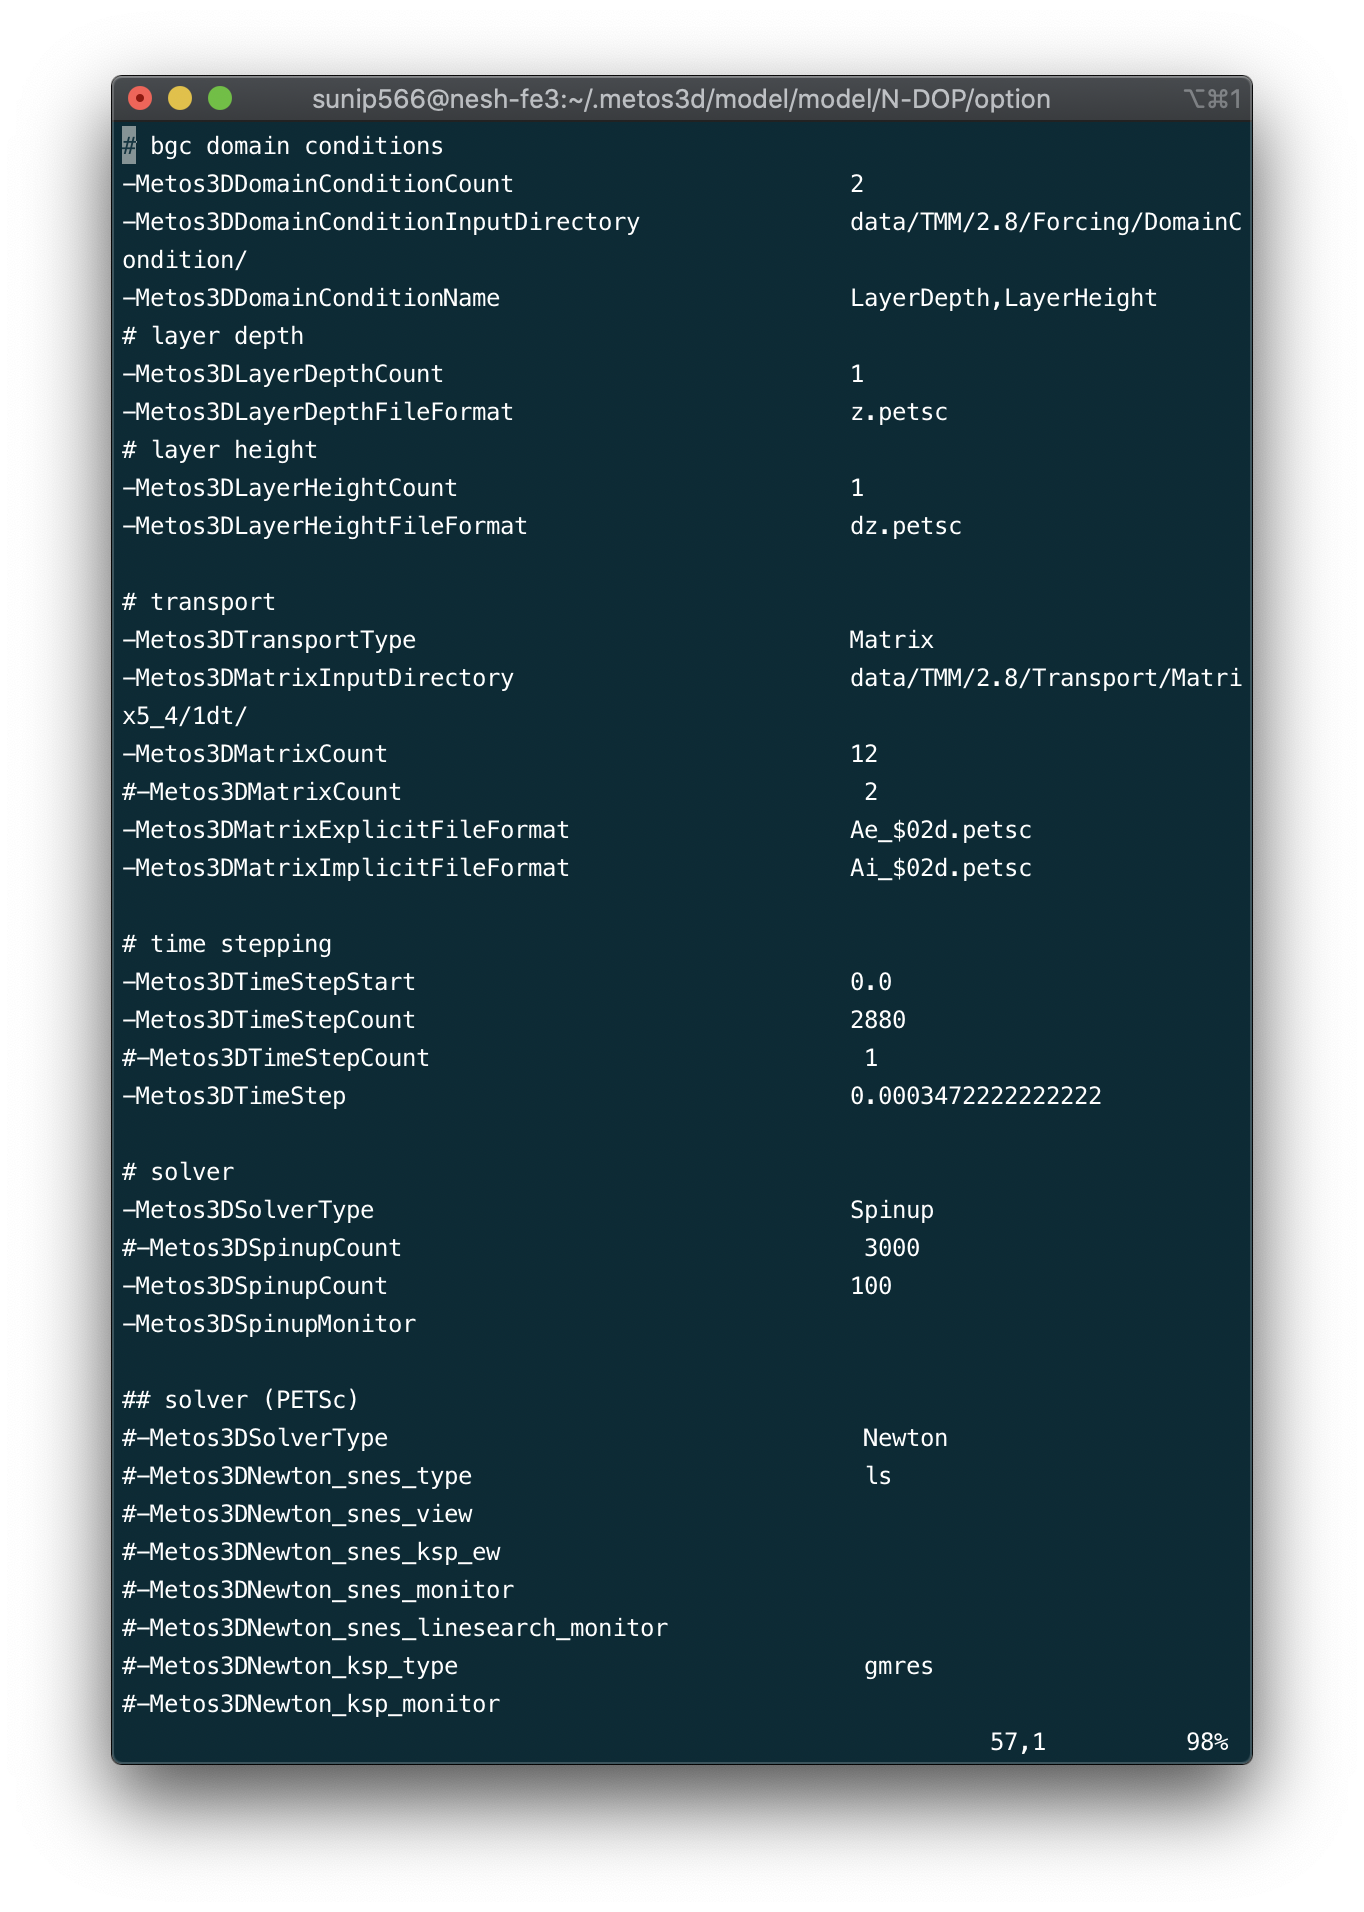 sunip566@nesh-fe3:~/.metos3d/model/model/N-DOP/option ⌥⌘1
# bgc domain conditions
-Metos3DDomainConditionCount 2
-Metos3DDomainConditionInputDirectory data/TMM/2.8/Forcing/DomainC
ondition/
-Metos3DDomainConditionName LayerDepth,LayerHeight
# layer depth
-Metos3DLayerDepthCount 1
-Metos3DLayerDepthFileFormat z.petsc
# layer height
-Metos3DLayerHeightCount 1
-Metos3DLayerHeightFileFormat dz.petsc
# transport
-Metos3DTransportType Matrix
-Metos3DMatrixInputDirectory data/TMM/2.8/Transport/Matri
x5_4/1dt/
-Metos3DMatrixCount 12
#-Metos3DMatrixCount 2
-Metos3DMatrixExplicitFileFormat Ae_$02d.petsc
-Metos3DMatrixImplicitFileFormat Ai_$02d.petsc
# time stepping
-Metos3DTimeStepStart 0.0
-Metos3DTimeStepCount 2880
#-Metos3DTimeStepCount 1
-Metos3DTimeStep 0.0003472222222222
# solver
-Metos3DSolverType Spinup
#-Metos3DSpinupCount 3000
-Metos3DSpinupCount 100
-Metos3DSpinupMonitor
## solver (PETSc)
#-Metos3DSolverType Newton
#-Metos3DNewton_snes_type ls
#-Metos3DNewton_snes_view
#-Metos3DNewton_snes_ksp_ew
#-Metos3DNewton_snes_monitor
#-Metos3DNewton_snes_linesearch_monitor
#-Metos3DNewton_ksp_type gmres
#-Metos3DNewton_ksp_monitor
57,1 98%